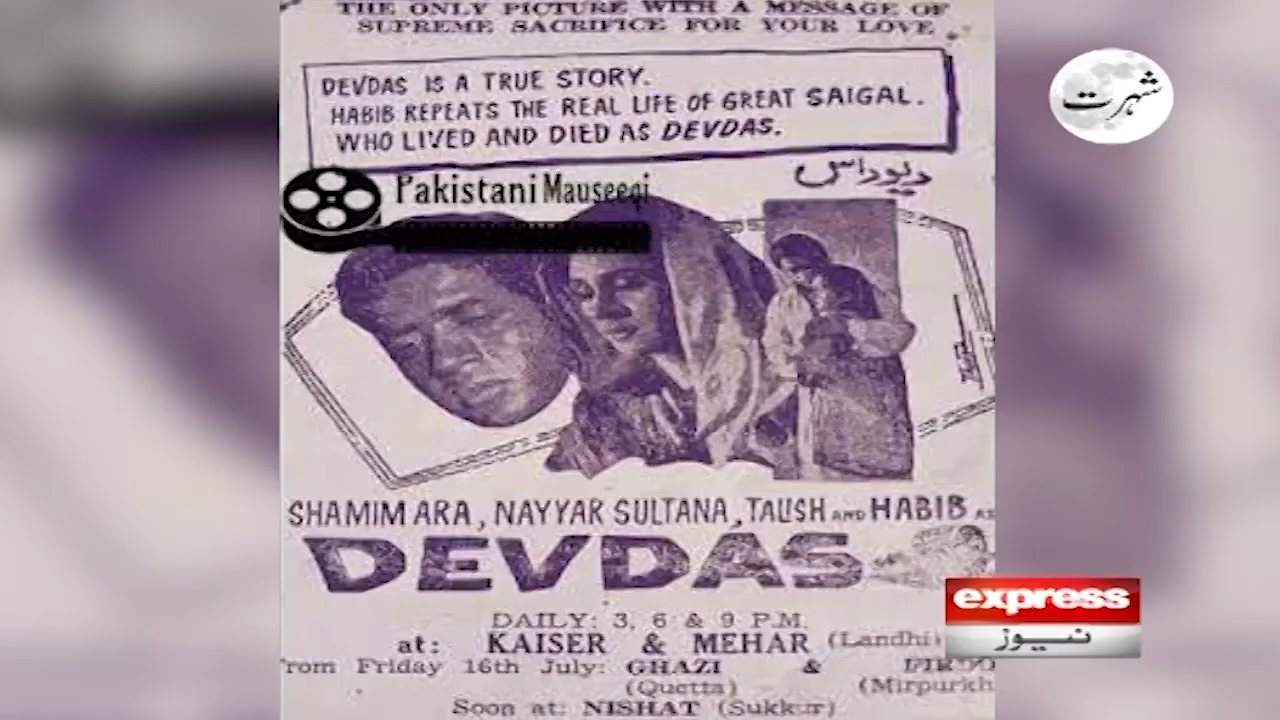 THE ONLY PICTURE WITH A MESSAGE OF
SUPREME SACRIFICE FOR YOUR LOVE
DEVDAS IS A TRUE STORY.
HABIB REPEATS THE REAL LIFE OF GREAT SAIGAL.
WHO LIVED AND DIED AS DEVDAS.
شہرت
دیوداس
Pakistani Mauseeqi
SHAMIM ARA, NAYYAR SULTANA, TALISH AND HABIB AS
DEVDAS
DAILY: 3, 6 & 9 P.M.
at: KAISER & MEHAR (Landhi)
From Friday 16th July: GHAZI &
(Quetta) (Mirpurkh
Soon at: NISHAT (Sukkur)
express
نیوز